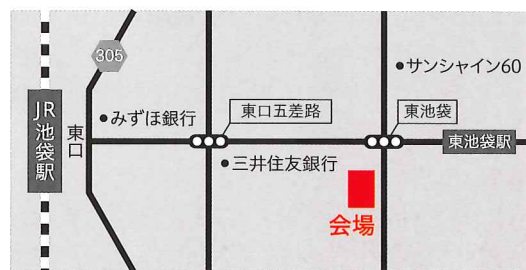 305
サンシャイン60
みずほ銀行
東口五差路
東池袋
JR池袋駅
東口
東池袋駅
三井住友銀行
会場